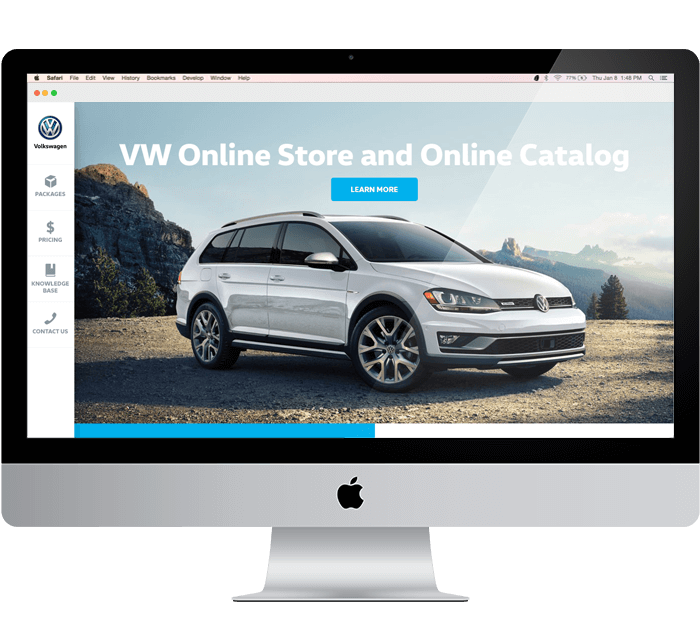 Safari File Edit View History Bookmarks Develop Window Help 77% Thu Jan 8 1:48 PM
Volkswagen
PACKAGES
PRICING
KNOWLEDGE
BASE
CONTACT US
VW Online Store and Online Catalog
LEARN MORE